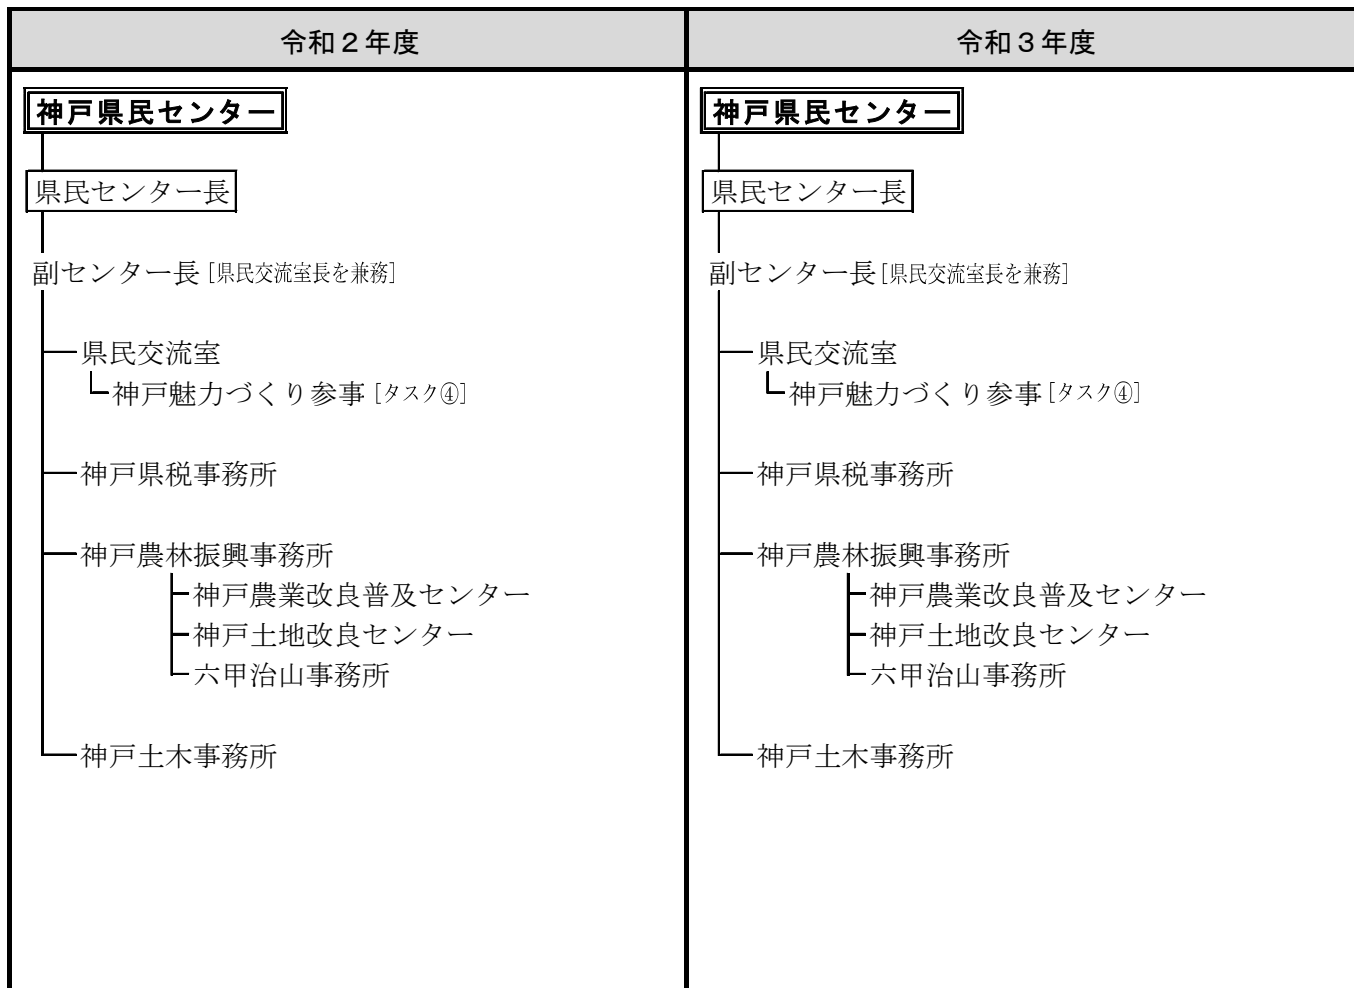 令和２年度
神戸県民センター
県民センター長
副センター長[県民交流室長を兼務]
県民交流室
神戸魅力づくり参事[タスク④]
神戸県税事務所
神戸農林振興事務所
神戸農業改良普及センター
神戸土地改良センター
六甲治山事務所
神戸土木事務所
令和３年度
神戸県民センター
県民センター長
副センター長[県民交流室長を兼務]
県民交流室
神戸魅力づくり参事[タスク④]
神戸県税事務所
神戸農林振興事務所
神戸農業改良普及センター
神戸土地改良センター
六甲治山事務所
神戸土木事務所